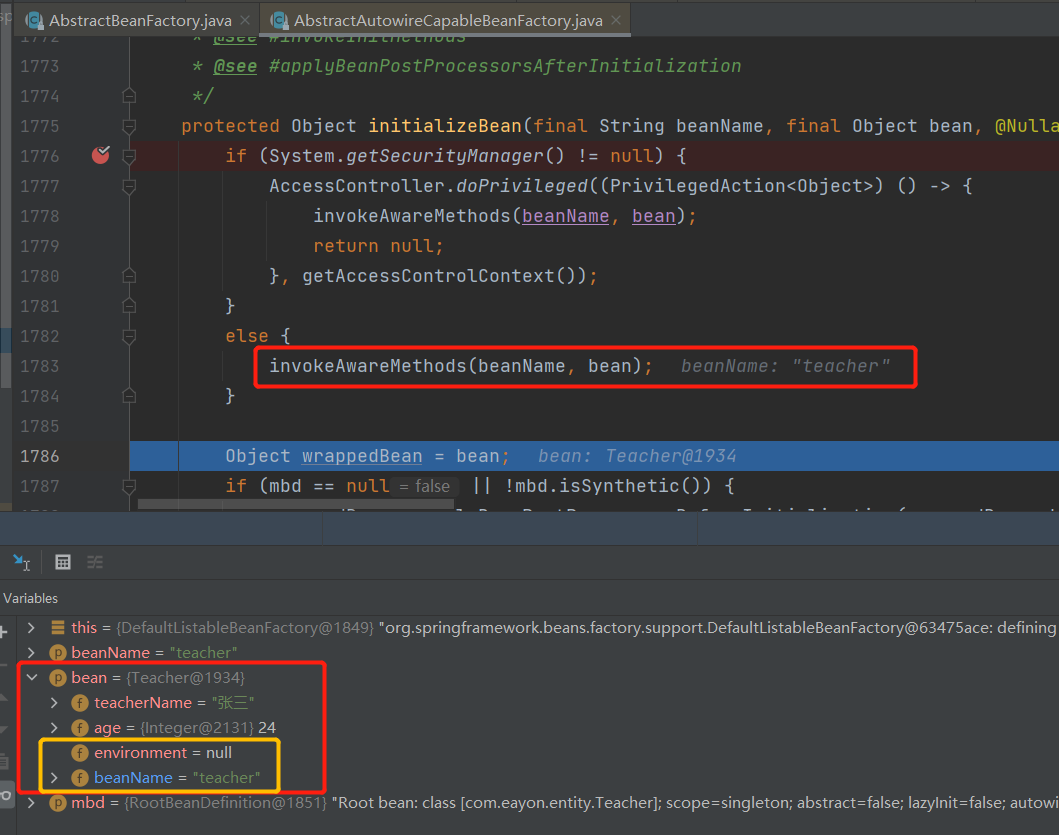 AbstractBeanFactory.java × AbstractAutowireCapableBeanFactory.java ×
1772 * @see #invokeInitMethods
1773 * @see #applyBeanPostProcessorsAfterInitialization
1774 */
1775 protected Object initializeBean(final String beanName, final Object bean, @Nulla
1776 if (System.getSecurityManager() != null) {
1777 AccessController.doPrivileged((PrivilegedAction<Object>) () -> {
1778 invokeAwareMethods(beanName, bean);
1779 return null;
1780 }, getAccessControlContext());
1781 }
1782 else {
1783 invokeAwareMethods(beanName, bean); beanName: "teacher"
1784 }
1785
1786 Object wrappedBean = bean; bean: Teacher@1934
1787 if (mbd == null = false || !mbd.isSynthetic()) {
Variables
this = {DefaultListableBeanFactory@1849} "org.springframework.beans.factory.support.DefaultListableBeanFactory@63475ace: defining
p beanName = "teacher"
p bean = {Teacher@1934}
f teacherName = "张三"
f age = {Integer@2131} 24
f environment = null
f beanName = "teacher"
p mbd = {RootBeanDefinition@1851} "Root bean: class [com.eayon.entity.Teacher]; scope=singleton; abstract=false; lazyInit=false; autowi